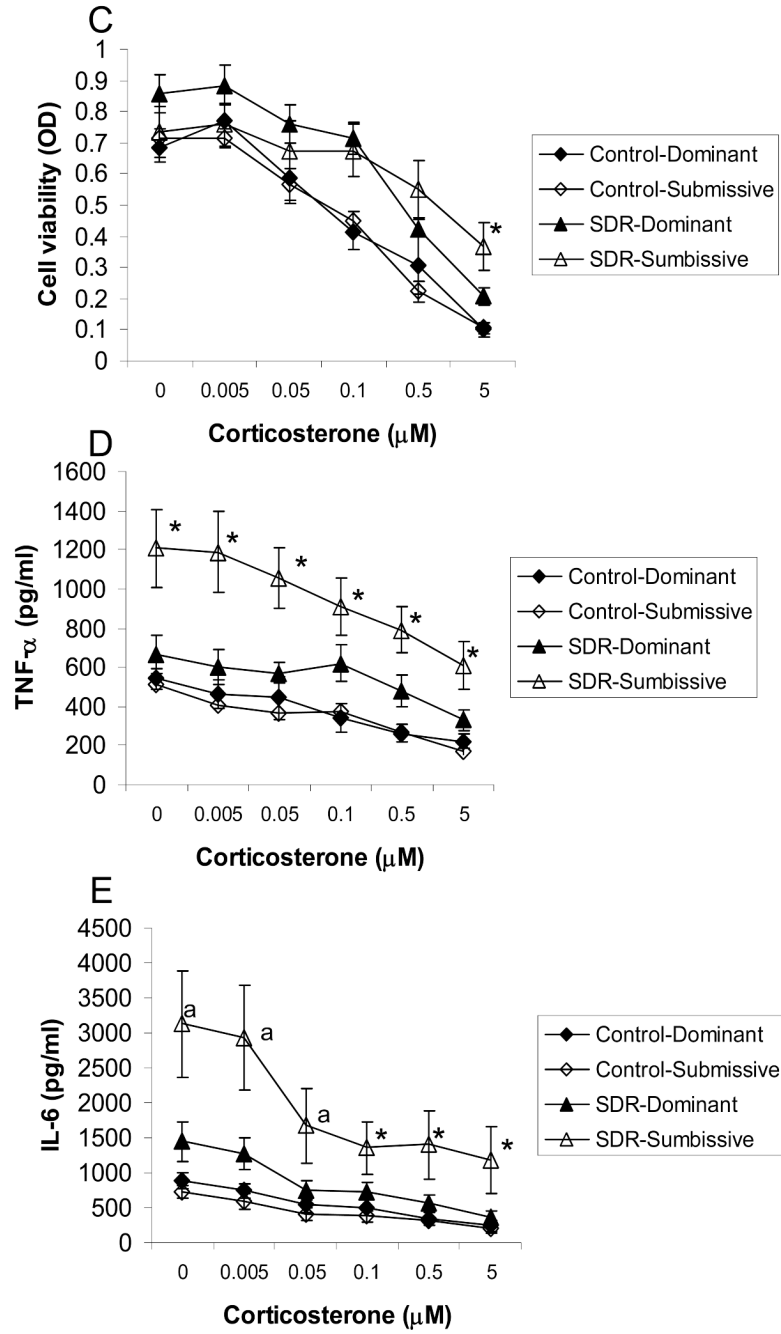 C
1
0.9
0.8
0.7
0.6
0.5
0.4
0.3
0.2
0.1
0
Cell viability (OD)
0 0.005 0.05 0.1 0.5 5
Corticosterone (μM)
*
Control-Dominant
Control-Submissive
SDR-Dominant
SDR-Sumbissive
D
1600
1400
1200
1000
800
600
400
200
0
TNF-α (pg/ml)
0 0.005 0.05 0.1 0.5 5
Corticosterone (μM)
* * * * * *
Control-Dominant
Control-Submissive
SDR-Dominant
SDR-Sumbissive
E
4500
4000
3500
3000
2500
2000
1500
1000
500
0
IL-6 (pg/ml)
0 0.005 0.05 0.1 0.5 5
Corticosterone (μM)
a a a * * *
Control-Dominant
Control-Submissive
SDR-Dominant
SDR-Sumbissive